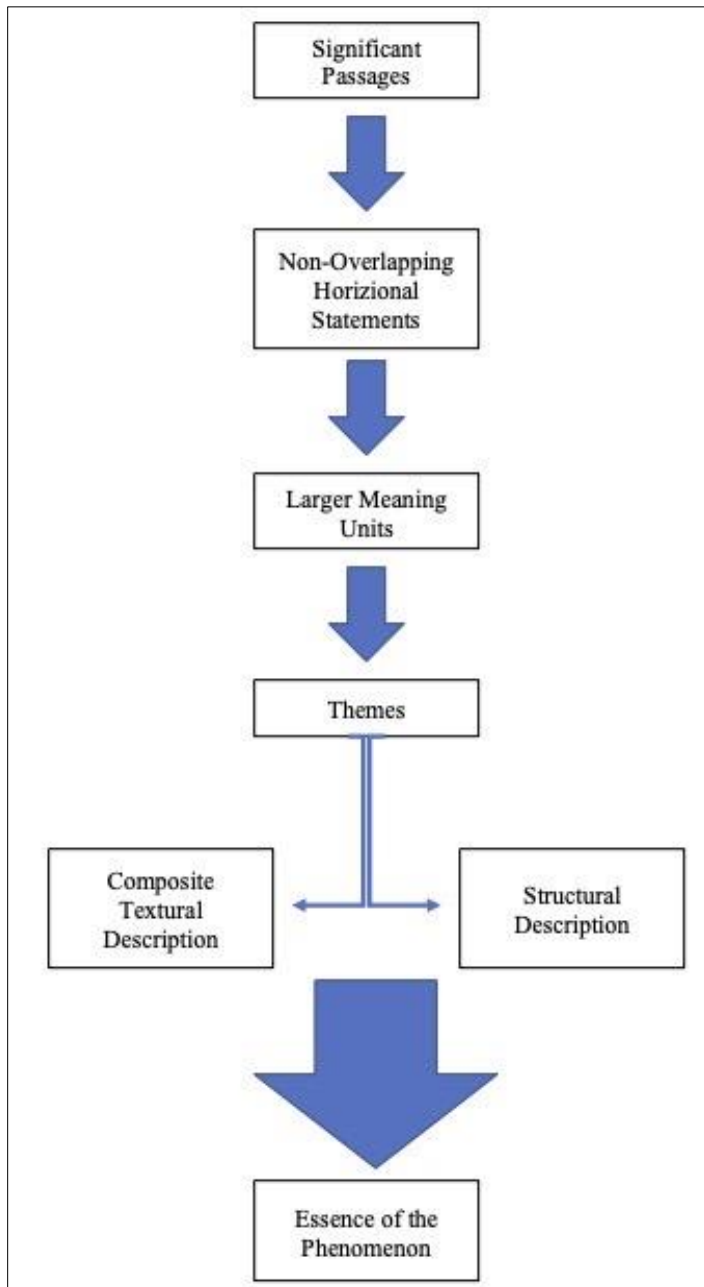 Significant
Passages
Non-Overlapping
Horizional
Statements
Larger Meaning
Units
Themes
Composite
Textural
Description
Structural
Description
Essence of the
Phenomenon